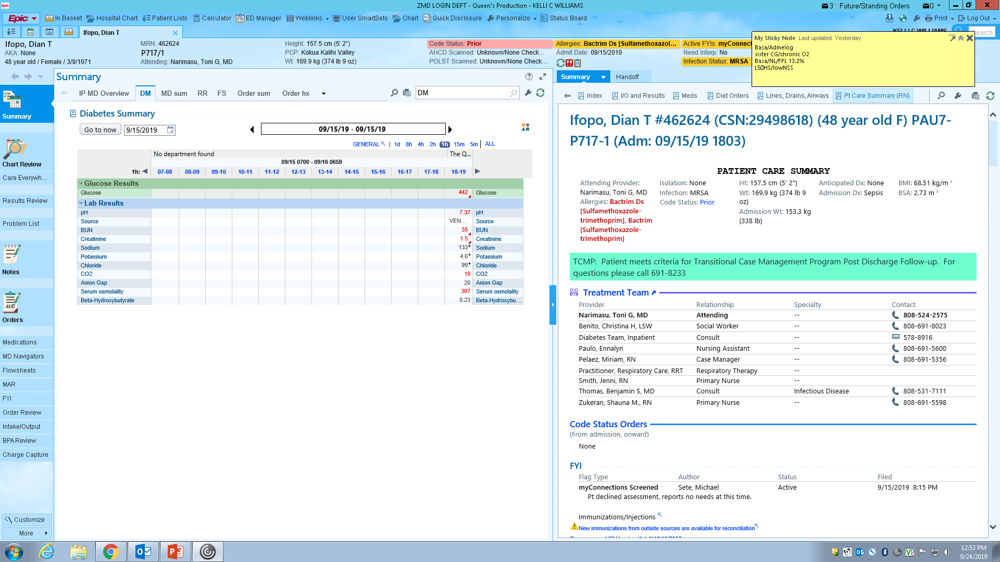 ZMD LOGIN DEPT - Queen's Production - KELLI C WILLIAMS
3 : Future/Standing Orders
0
Epic
In Basket
Hospital Chart
Patient Lists
Calculator
ED Manager
Weblinks
User SmartSets
Chart
Quick Disclosure
Personalize
Status Board
Print
Log Out
Ifopo, Dian T
Ifopo, Dian T
AKA: None
48 year old / Female / 3/9/1971
MRN: 462624
P717/1
Attending: Narimasu, Toni G, MD
Height: 157.5 cm (5' 2")
PCP: Kokua Kalihi Valley
Wt: 169.9 kg (374 lb 9 oz)
Code Status: Prior
AHCD Scanned: Unknown/None Check...
POLST Scanned: Unknown/None Check...
Allergies: Bactrim Ds [Sulfamethoxazol...
Admit Date: 09/15/2019
Active FYIs: myConnect
Need Interp: No
Infection Status: MRSA
My Sticky Note Last updated: Yesterday
Basa/Admelog
sister CG/chronic O2
Basa/NL/FFL 13.2%
L50HS/lowNSS
Summary
IP MD Overview
DM
MD sum
RR
FS
Order sum
Order hx
DM
Diabetes Summary
Go to now
9/15/2019
09/15/19 - 09/15/19
GENERAL | 1d 8h 4h 2h 1h 15m 5m | ALL
No department found
The Q...
09/15 0700 - 09/16 0659
1h: 07-08 08-09 09-10 10-11 11-12 12-13 13-14 14-15 15-16 16-17 17-18 18-19
Glucose Results
Glucose 442 Glucose
Lab Results
pH 7.37 pH
Source VEN... Source
BUN 35 BUN
Creatinine 1.5 Creatinine
Sodium 133+ Sodium
Potassium 4.6+ Potassium
Chloride 99+ Chloride
CO2 19 CO2
Anion Gap 20 Anion Gap
Serum osmolality 307 Serum osmolality
Beta-Hydroxybutyrate 0.23 Beta-Hydroxybu...
Summary
Chart Review
Care Everywh...
Results Review
Problem List
Notes
Orders
Medications
MD Navigators
Flowsheets
MAR
FYI
Order Review
Intake/Output
BPA Review
Charge Capture
Customize
More
Summary
Handoff
Index
I/O and Results
Meds
Diet Orders
Lines, Drains, Airways
Pt Care Summary (RN)
Ifopo, Dian T #462624 (CSN:29498618) (48 year old F) PAU7-
P717-1 (Adm: 09/15/19 1803)
PATIENT CARE SUMMARY
Attending Provider:
Narimasu, Toni G, MD
Allergies: Bactrim Ds
[Sulfamethoxazole-
trimethoprim], Bactrim
[Sulfamethoxazole-
trimethoprim]
Isolation: None
Infection: MRSA
Code Status: Prior
Ht: 157.5 cm (5' 2")
Wt: 169.9 kg (374 lb 9
oz)
Admission Wt: 153.3 kg
(338 lb)
Anticipated Dx: None
Admission Dx: Sepsis
BMI: 68.51 kg/m ²
BSA: 2.73 m ²
TCMP: Patient meets criteria for Transitional Case Management Program Post Discharge Follow-up. For
questions please call 691-8233
Treatment Team
Provider Relationship Specialty Contact
Narimasu, Toni G, MD Attending -- 808-524-2575
Benito, Christina H, LSW Social Worker -- 808-691-8023
Diabetes Team, Inpatient Consult -- 578-8916
Paulo, Ennalyn Nursing Assistant -- 808-691-5600
Pelaez, Miriam, RN Case Manager -- 808-691-5356
Practitioner, Respiratory Care, RRT Respiratory Therapy --
Smith, Jenni, RN Primary Nurse --
Thomas, Benjamin S, MD Consult Infectious Disease 808-531-7111
Zukeran, Shauna M., RN Primary Nurse -- 808-691-5598
Code Status Orders
(From admission, onward)
None
FYI
Flag Type Author Status Filed
myConnections Screened Sete, Michael Active 9/15/2019 8:15 PM
Pt declined assessment, reports no needs at this time.
Immunizations/Injections
New immunizations from outside sources are available for reconciliation
12:53 PM
9/24/2019